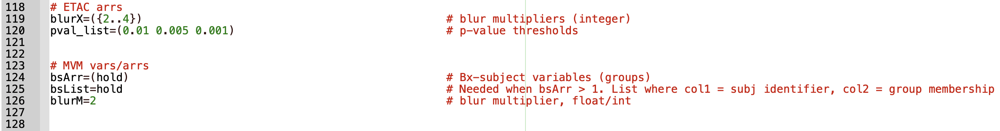 118 # ETAC arrs
119 blurX=({2..4}) # blur multipliers (integer)
120 pval_list=(0.01 0.005 0.001) # p-value thresholds
121
122
123 # MVM vars/arrs
124 bsArr=(hold) # Bx-subject variables (groups)
125 bsList=hold # Needed when bsArr > 1. List where col1 = subj identifier, col2 = group membership
126 blurM=2 # blur multiplier, float/int
127
128